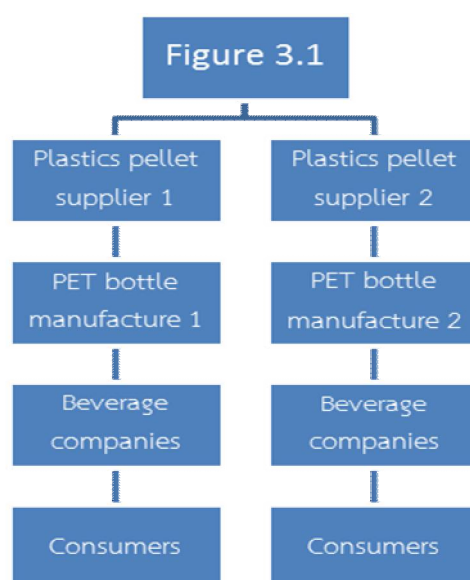 Figure 3.1
Plastics pellet
supplier 1
Plastics pellet
supplier 2
PET bottle
manufacture 1
PET bottle
manufacture 2
Beverage
companies
Beverage
companies
Consumers
Consumers